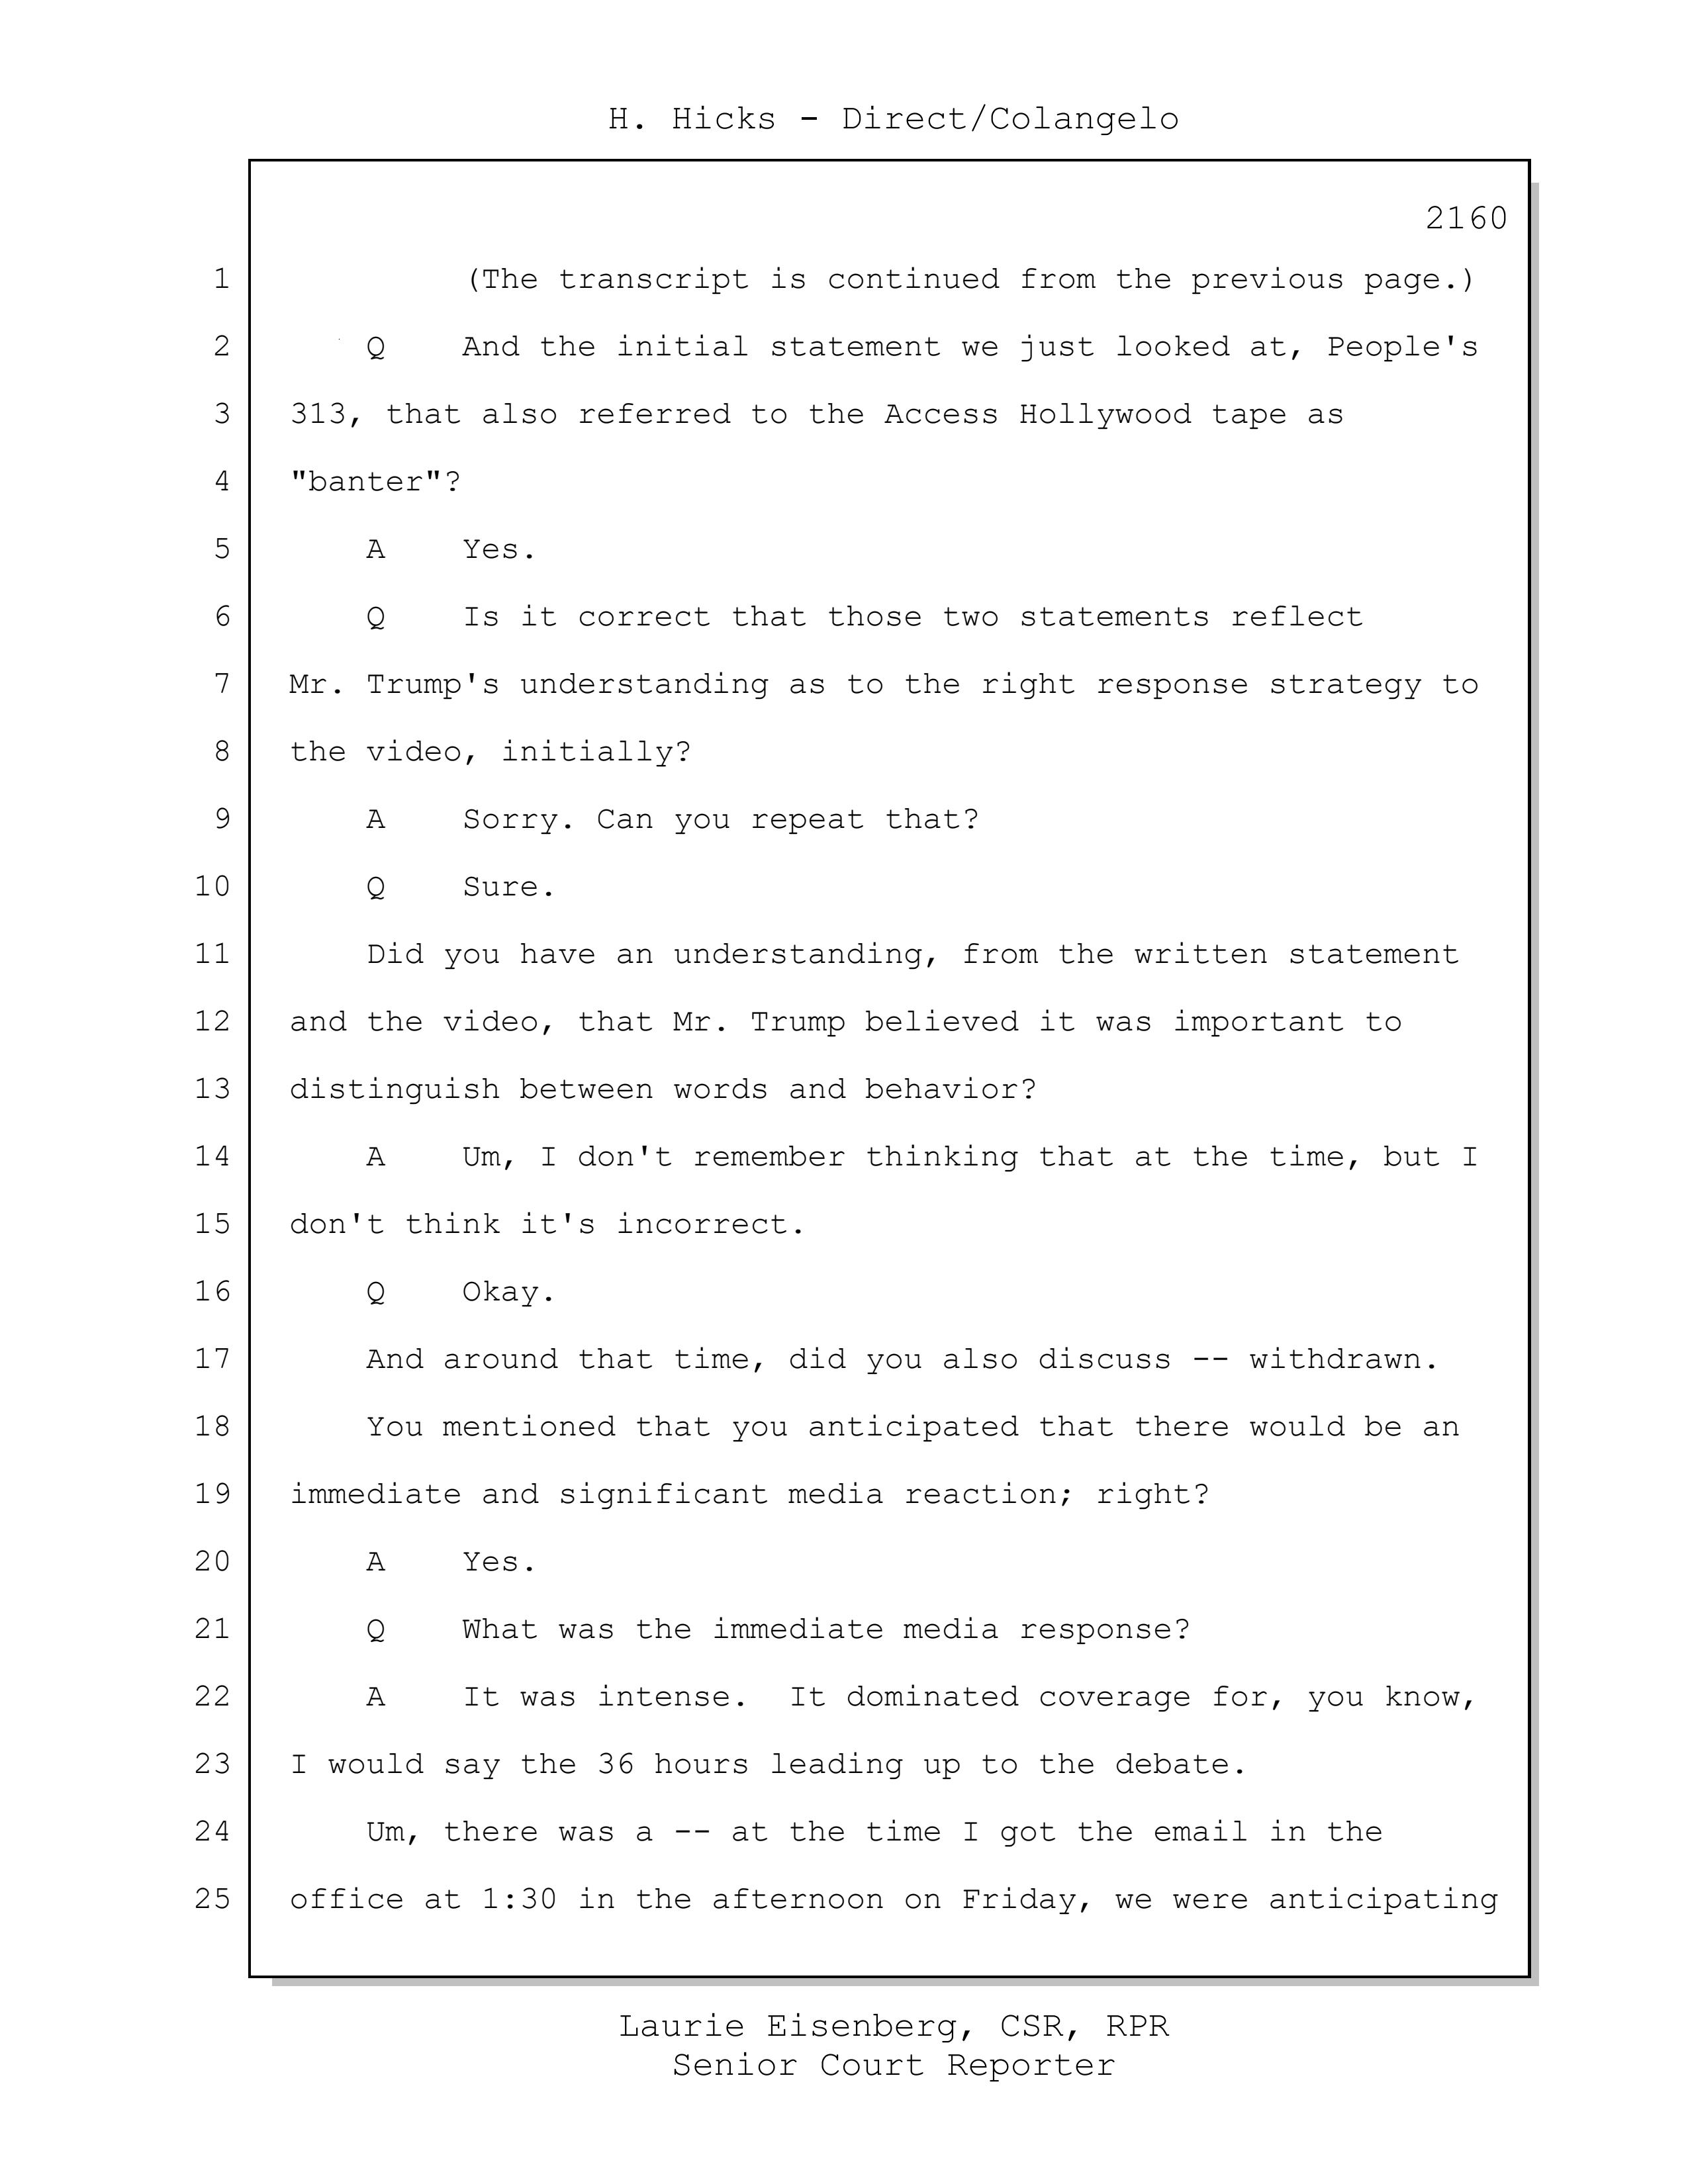 H. Hicks - Direct/Colangelo
2160
1 (The transcript is continued from the previous page.)
2 Q And the initial statement we just looked at, People's
3 313, that also referred to the Access Hollywood tape as
4 "banter"?
5 A Yes.
6 Q Is it correct that those two statements reflect
7 Mr. Trump's understanding as to the right response strategy to
8 the video, initially?
9 A Sorry. Can you repeat that?
10 Q Sure.
11 Did you have an understanding, from the written statement
12 and the video, that Mr. Trump believed it was important to
13 distinguish between words and behavior?
14 A Um, I don't remember thinking that at the time, but I
15 don't think it's incorrect.
16 Q Okay.
17 And around that time, did you also discuss -- withdrawn.
18 You mentioned that you anticipated that there would be an
19 immediate and significant media reaction; right?
20 A Yes.
21 Q What was the immediate media response?
22 A It was intense.  It dominated coverage for, you know,
23 I would say the 36 hours leading up to the debate.
24 Um, there was a -- at the time I got the email in the
25 office at 1:30 in the afternoon on Friday, we were anticipating
Laurie Eisenberg, CSR, RPR
Senior Court Reporter